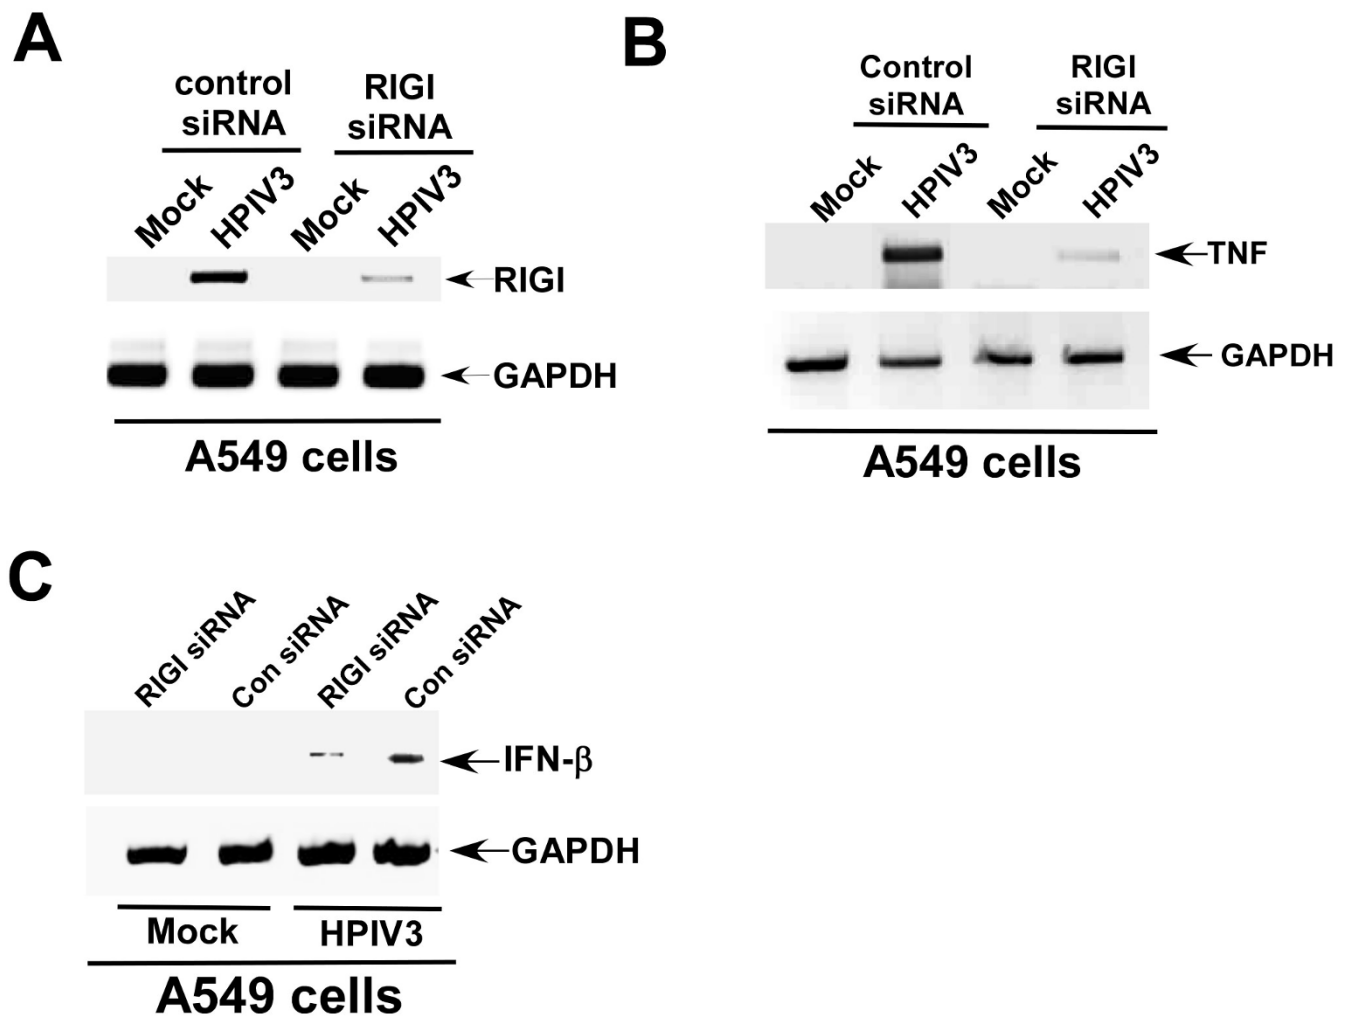 A
control
siRNA
RIGI
siRNA
Mock
HPIV3
Mock
HPIV3
RIGI
GAPDH
A549 cells
B
Control
siRNA
RIGI
siRNA
Mock
HPIV3
Mock
HPIV3
TNF
GAPDH
A549 cells
C
RIGI siRNA
Con siRNA
RIGI siRNA
Con siRNA
IFN-β
GAPDH
Mock
HPIV3
A549 cells